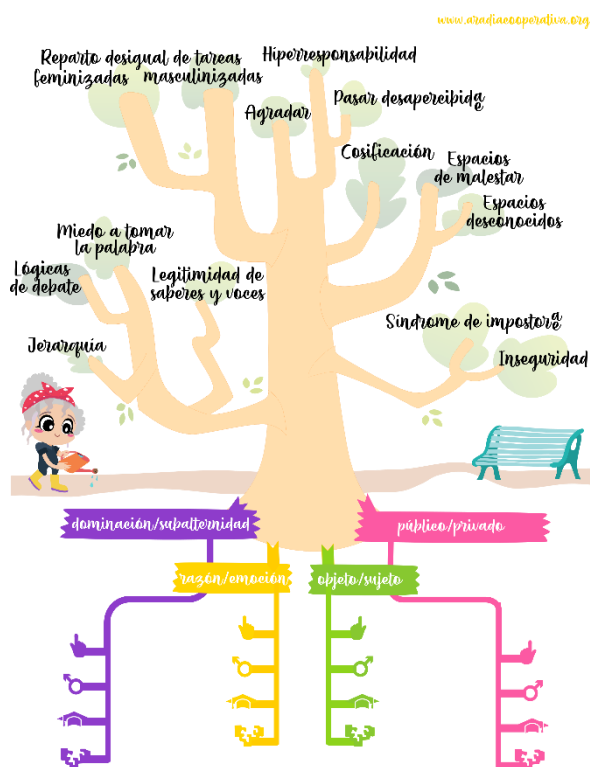 www.aradiacooperativa.org
Reparto desigual de tareas
feminizadas masculinizadas
Hiperresponsabilidad
Agradar
Pasar desapercibidæ
Cosificación
Espacios
de malestar
Espacios
desconocidos
Miedo a tomar
la palabra
Lógicas
de debate
Legitimidad de
saberes y voces
Jerarquía
Síndrome de impostoræ
Inseguridad
dominación/subalternidad
público/privado
razón/emoción
objeto/sujeto